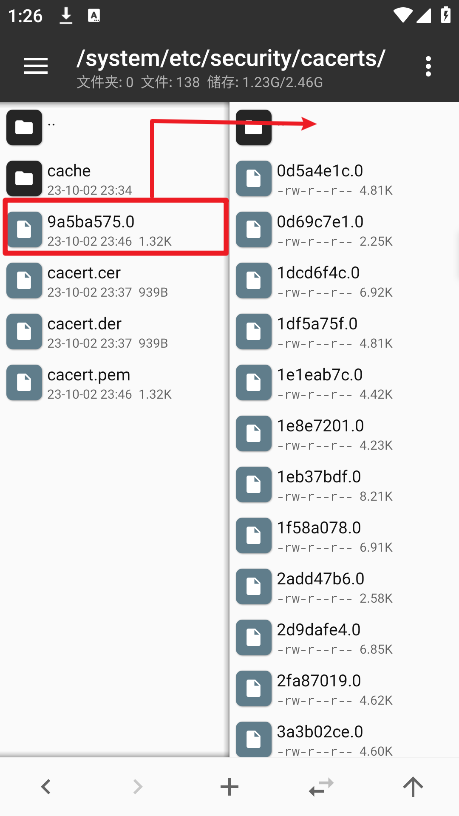 1:26
/system/etc/security/cacerts/
文件夹: 0 文件: 138 储存: 1.23G/2.46G
..
cache
23-10-02 23:34
9a5ba575.0
23-10-02 23:46 1.32K
cacert.cer
23-10-02 23:37 939B
cacert.der
23-10-02 23:37 939B
cacert.pem
23-10-02 23:46 1.32K
0d5a4e1c.0
-rw-r--r-- 4.81K
0d69c7e1.0
-rw-r--r-- 2.25K
1dcd6f4c.0
-rw-r--r-- 6.92K
1df5a75f.0
-rw-r--r-- 4.81K
1e1eab7c.0
-rw-r--r-- 4.42K
1e8e7201.0
-rw-r--r-- 4.23K
1eb37bdf.0
-rw-r--r-- 8.21K
1f58a078.0
-rw-r--r-- 6.91K
2add47b6.0
-rw-r--r-- 2.58K
2d9dafe4.0
-rw-r--r-- 6.85K
2fa87019.0
-rw-r--r-- 4.62K
3a3b02ce.0
-rw-r--r-- 4.60K